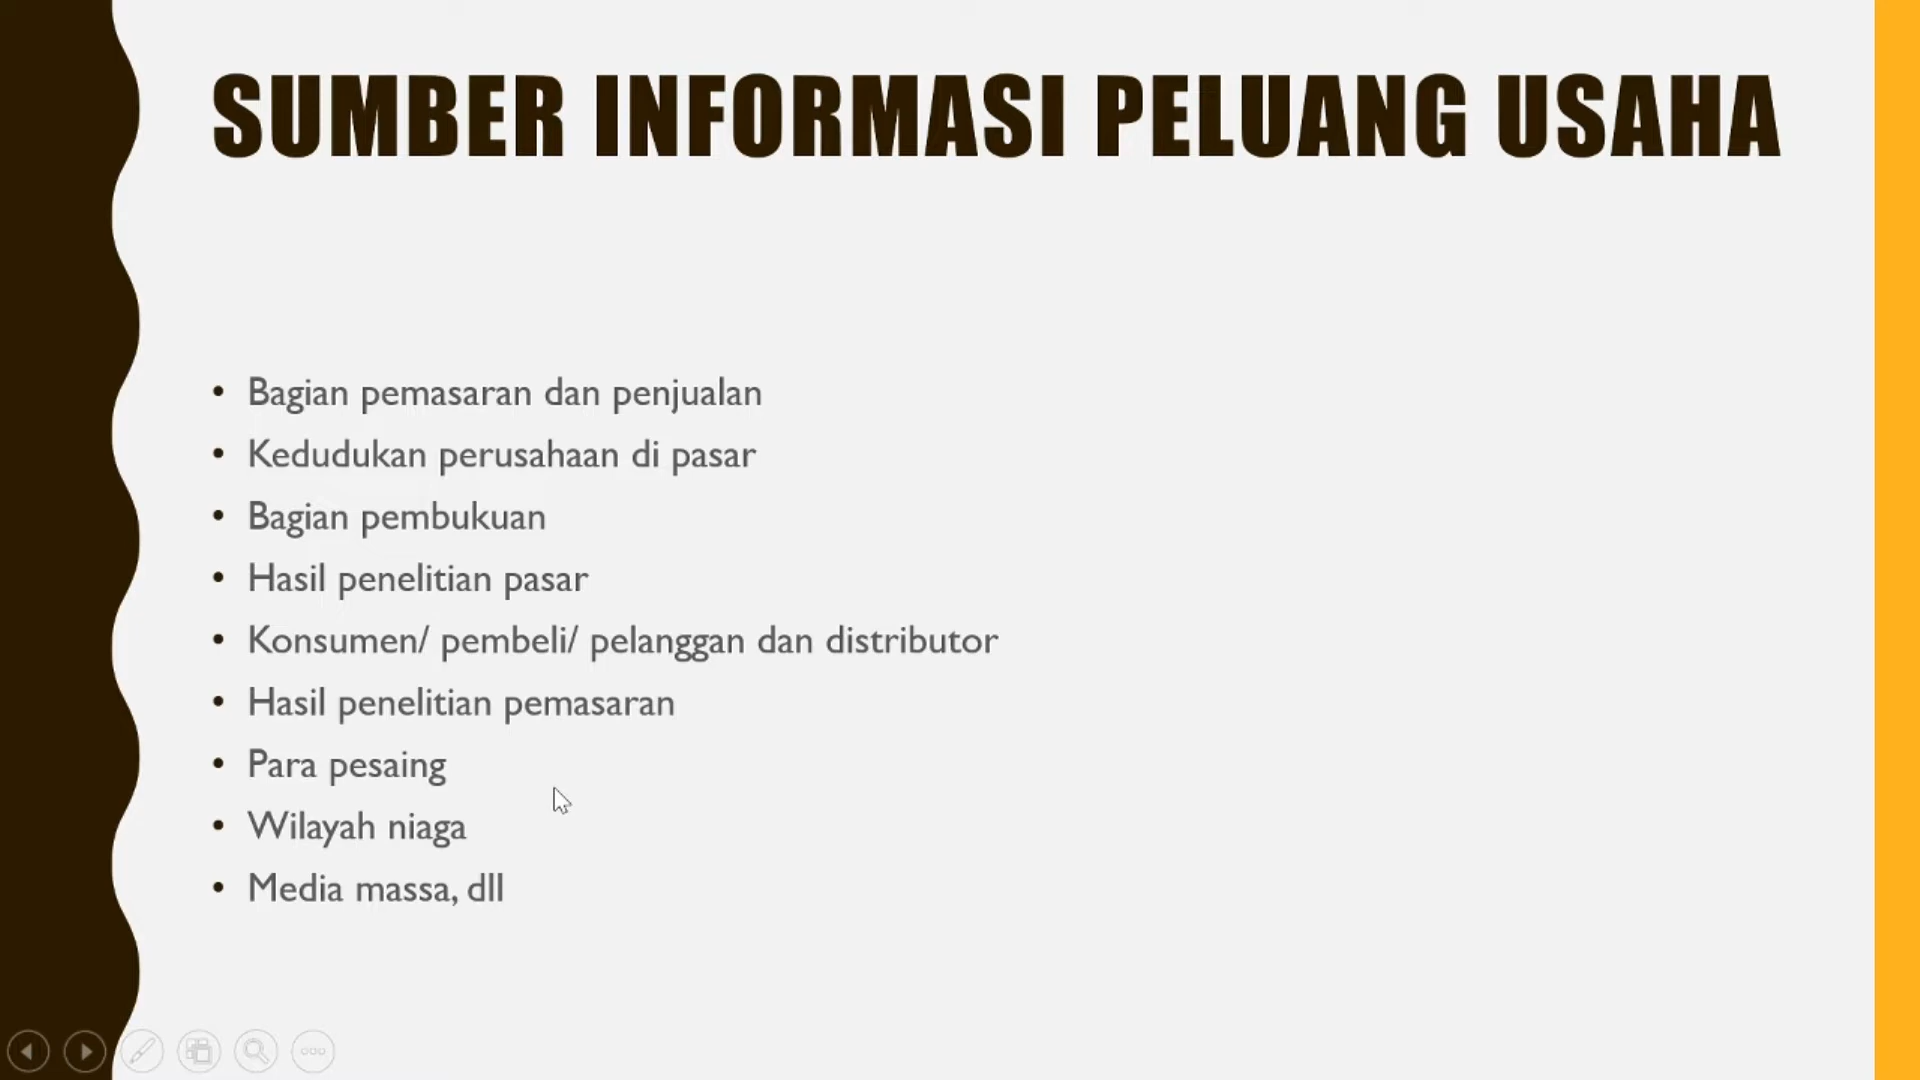 SUMBER INFORMASI PELUANG USAHA
• Bagian pemasaran dan penjualan
• Kedudukan perusahaan di pasar
• Bagian pembukuan
• Hasil penelitian pasar
• Konsumen/ pembeli/ pelanggan dan distributor
• Hasil penelitian pemasaran
• Para pesaing
• Wilayah niaga
• Media massa, dll